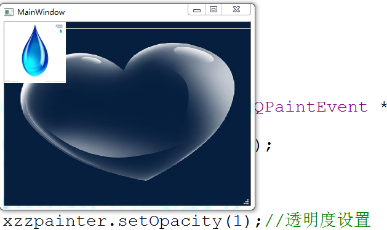 MainWindow
QPaintEvent *
);
xzzpainter.setOpacity(1);//透明度设置